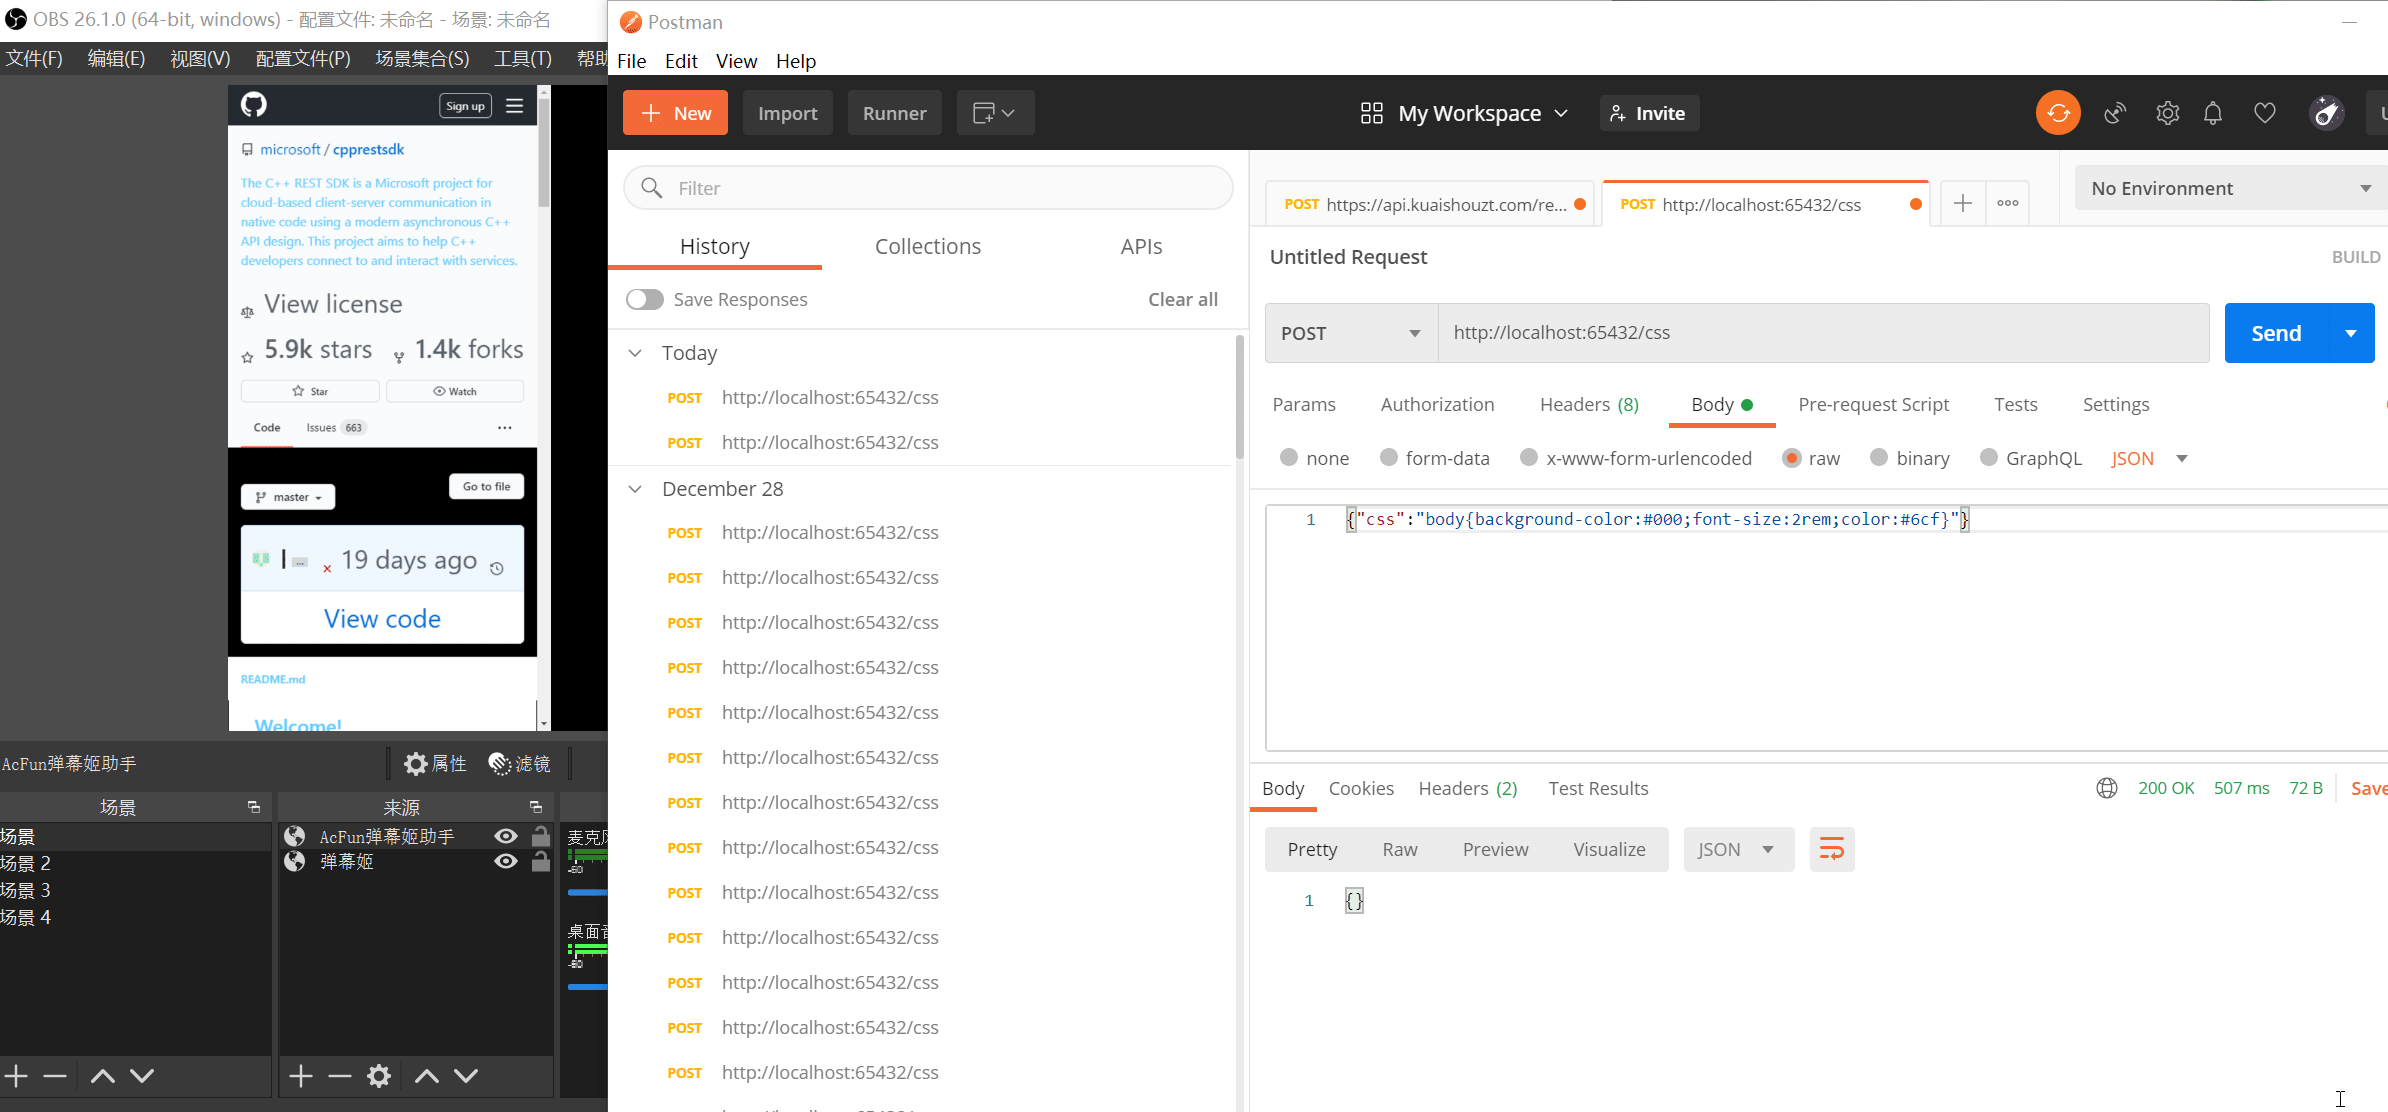 OBS 26.1.0 (64-bit, windows) - 配置文件: 未命名 - 场景: 未命名
文件(F) 编辑(E) 视图(V) 配置文件(P) 场景集合(S) 工具(T) 帮助
Sign up
microsoft / cpprestsdk
The C++ REST SDK is a Microsoft project for
cloud-based client-server communication in
native code using a modern asynchronous C++
API design. This project aims to help C++
developers connect to and interact with services.
View license
5.9k stars 1.4k forks
Star Watch
Code Issues 663 ...
master Go to file
l ... × 19 days ago
View code
README.md
Welcome!
AcFun弹幕姬助手 属性 滤镜
场景 来源
场景
场景 2
场景 3
场景 4
AcFun弹幕姬助手
弹幕姬
麦克风
-60
桌面音
-60
Postman
File Edit View Help
New Import Runner My Workspace Invite
Filter
History Collections APIs
Save Responses Clear all
Today
POST http://localhost:65432/css
POST http://localhost:65432/css
December 28
POST http://localhost:65432/css
POST http://localhost:65432/css
POST http://localhost:65432/css
POST http://localhost:65432/css
POST http://localhost:65432/css
POST http://localhost:65432/css
POST http://localhost:65432/css
POST http://localhost:65432/css
POST http://localhost:65432/css
POST http://localhost:65432/css
POST http://localhost:65432/css
POST http://localhost:65432/css
POST http://localhost:65432/css
POST https://api.kuaishouzt.com/re... POST http://localhost:65432/css
No Environment
Untitled Request BUILD
POST http://localhost:65432/css Send
Params Authorization Headers (8) Body Pre-request Script Tests Settings
none form-data x-www-form-urlencoded raw binary GraphQL JSON
1 {"css":"body{background-color:#000;font-size:2rem;color:#6cf}"}
Body Cookies Headers (2) Test Results 200 OK 507 ms 72 B Save
Pretty Raw Preview Visualize JSON
1 {}